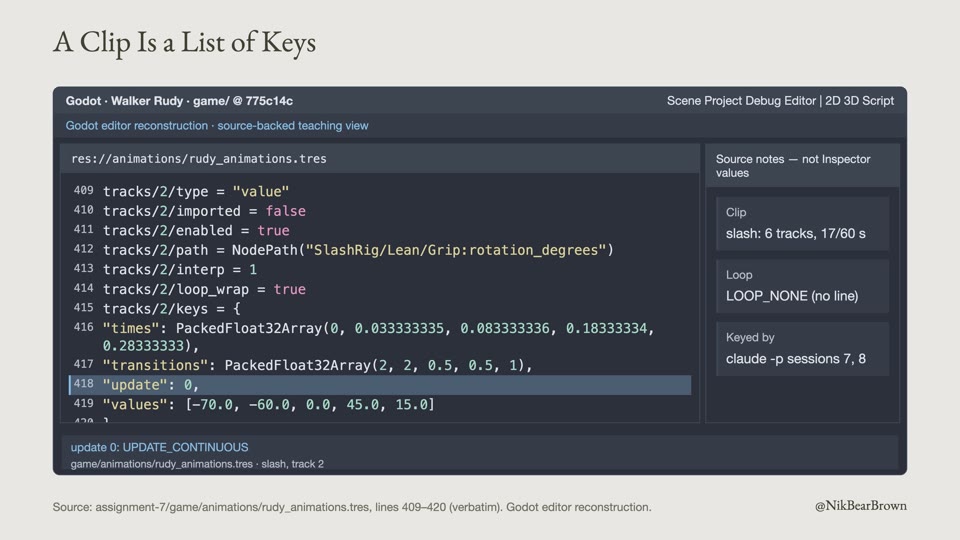 A Clip Is a List of Keys
Godot · Walker Rudy · game/ @ 775c14c
Scene Project Debug Editor | 2D 3D Script
Godot editor reconstruction · source-backed teaching view
res://animations/rudy_animations.tres
409 tracks/2/type = "value"
410 tracks/2/imported = false
411 tracks/2/enabled = true
412 tracks/2/path = NodePath("SlashRig/Lean/Grip:rotation_degrees")
413 tracks/2/interp = 1
414 tracks/2/loop_wrap = true
415 tracks/2/keys = {
416 "times": PackedFloat32Array(0, 0.033333335, 0.083333336, 0.18333334,
0.28333333),
417 "transitions": PackedFloat32Array(2, 2, 0.5, 0.5, 1),
418 "update": 0,
419 "values": [-70.0, -60.0, 0.0, 45.0, 15.0]
420 }
Source notes — not Inspector
values
Clip
slash: 6 tracks, 17/60 s
Loop
LOOP_NONE (no line)
Keyed by
claude -p sessions 7, 8
update 0: UPDATE_CONTINUOUS
game/animations/rudy_animations.tres · slash, track 2
Source: assignment-7/game/animations/rudy_animations.tres, lines 409–420 (verbatim). Godot editor reconstruction.
@NikBearBrown